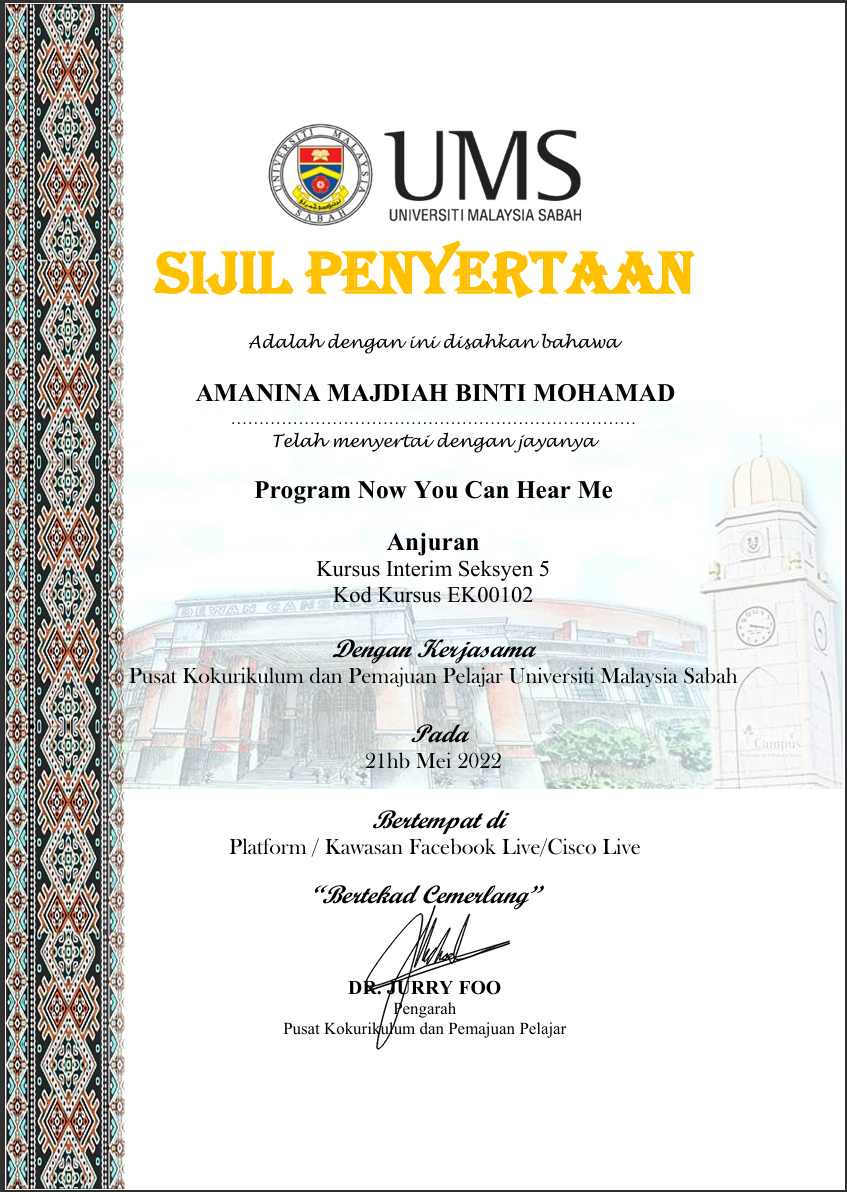 UNIVERSITI MALAYSIA SABAH
UMS
UNIVERSITI MALAYSIA SABAH
SIJIL PENYERTAAN
Adalah dengan ini disahkan bahawa
AMANINA MAJDIAH BINTI MOHAMAD
........................................................................
Telah menyertai dengan jayanya
Program Now You Can Hear Me
Anjuran
Kursus Interim Seksyen 5
Kod Kursus EK00102
DEWAN CANSELOR
Dengan Kerjasama
Pusat Kokurikulum dan Pemajuan Pelajar Universiti Malaysia Sabah
Pada
21hb Mei 2022
Campus
Bertempat di
Platform / Kawasan Facebook Live/Cisco Live
“Bertekad Cemerlang”
DR. JURRY FOO
Pengarah
Pusat Kokurikulum dan Pemajuan Pelajar